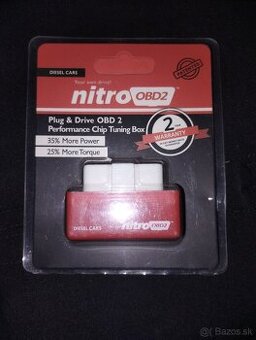 DIESEL CARS
nitro OBD2
PATENTED
Plug & Drive OBD 2
Performance Chip Tuning Box
35% More Power
25% More Torque
2
WARRANTY
DIESEL CARS
nitro OBD2
Bazos.sk